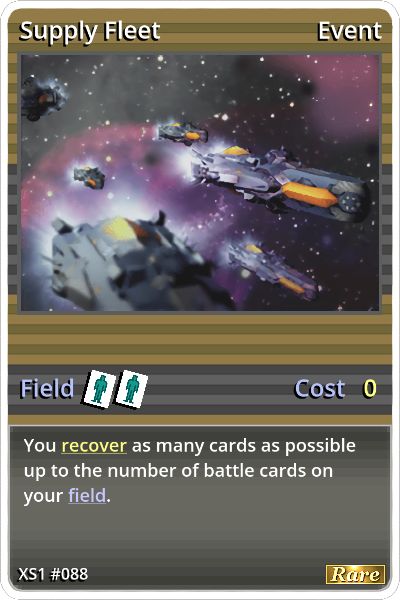 Supply Fleet Event
Field Cost 0
You recover as many cards as possible
up to the number of battle cards on
your field.
XS1 #088 Rare